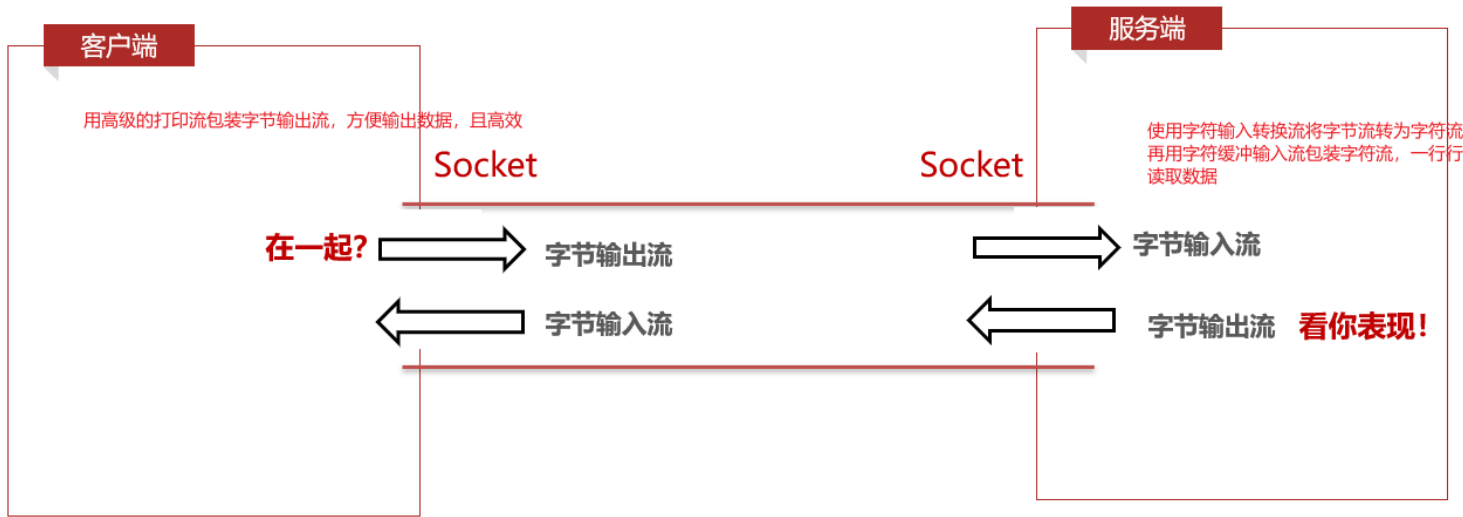 客户端
服务端
用高级的打印流包装字节输出流，方便输出数据，且高效
使用字符输入转换流将字节流转为字符流
再用字符缓冲输入流包装字符流，一行行
读取数据
Socket
Socket
在一起？
字节输出流
字节输入流
字节输入流
字节输出流
看你表现！